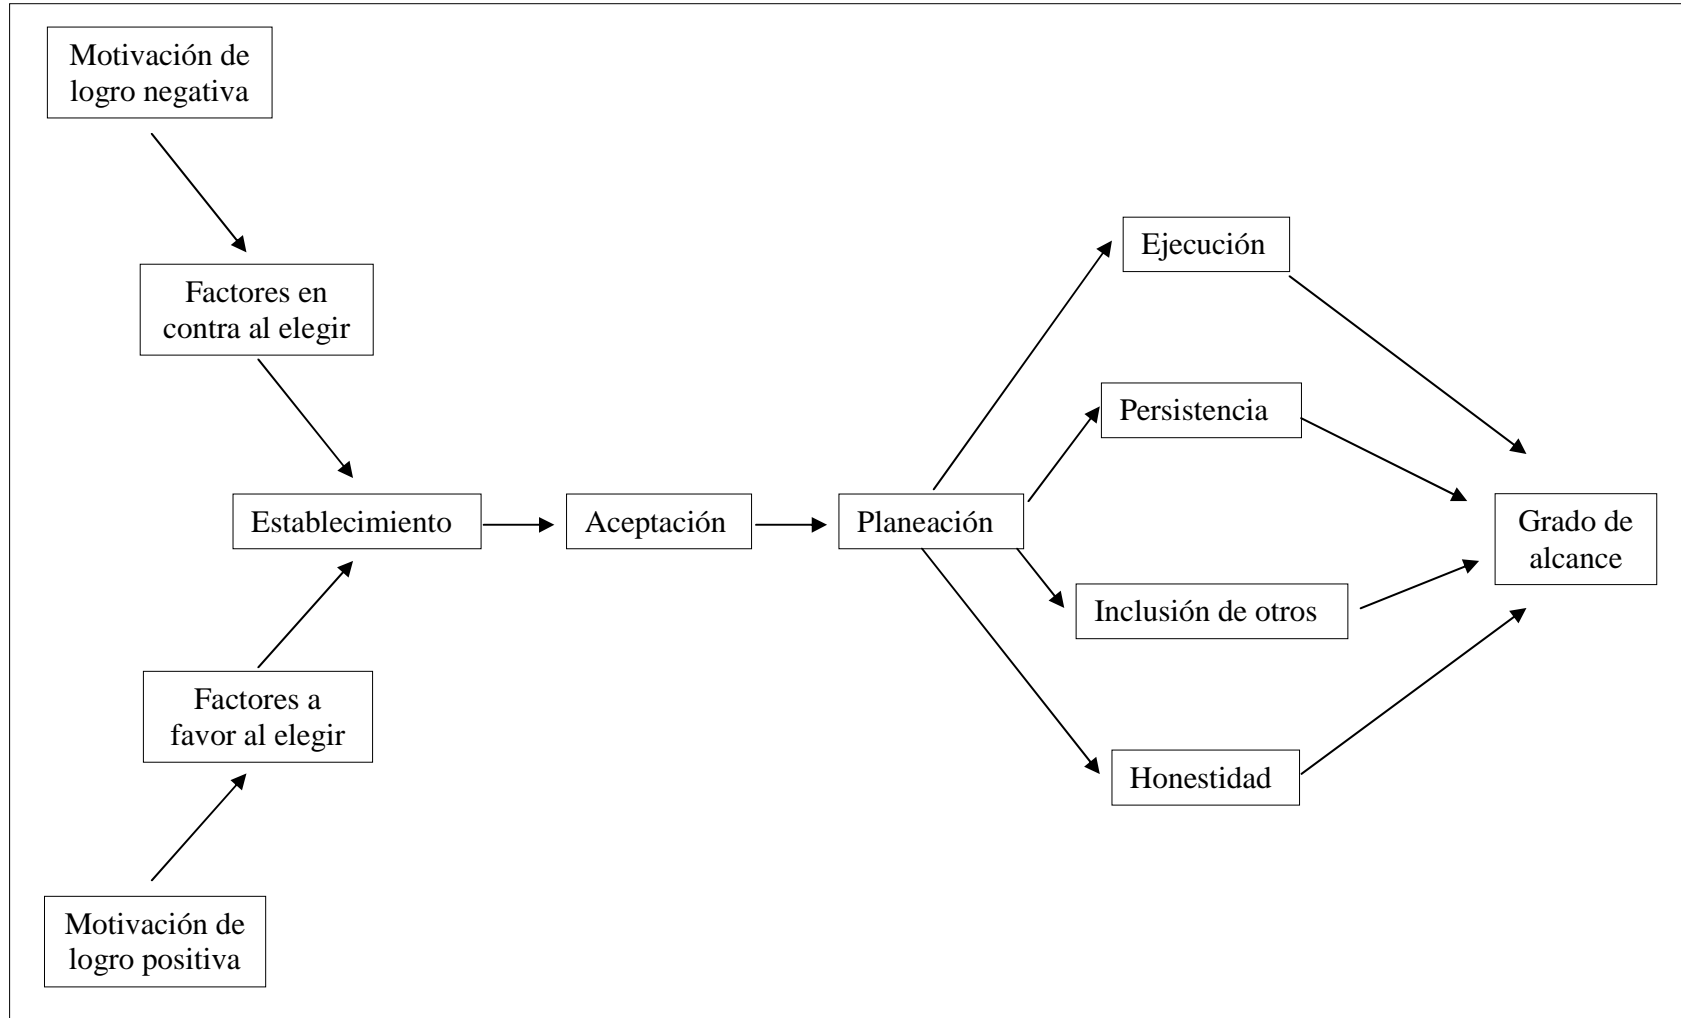 Motivación de
logro negativa
Factores en
contra al elegir
Establecimiento
Aceptación
Planeación
Factores a
favor al elegir
Motivación de
logro positiva
Ejecución
Persistencia
Inclusión de otros
Honestidad
Grado de
alcance